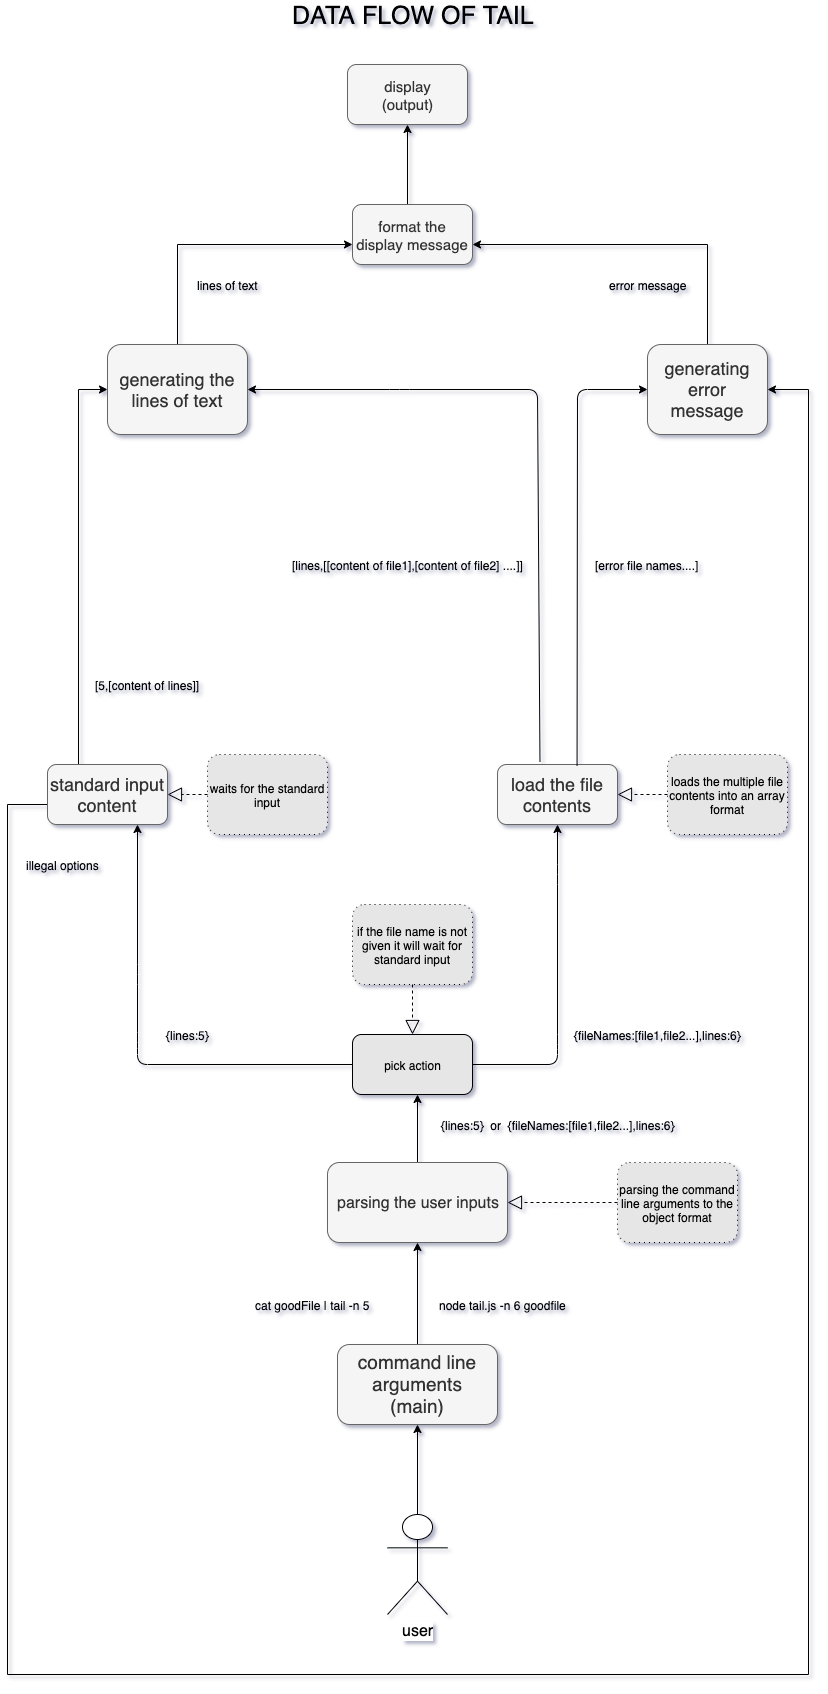 DATA FLOW OF TAIL
display
(output)
format the
display message
lines of text
error message
generating the
lines of text
generating
error
message
[lines,[[content of file1],[content of file2] ....]]
[error file names....]
[5,[content of lines]]
standard input
content
waits for the standard
input
load the file
contents
loads the multiple file
contents into an array
format
illegal options
if the file name is not
given it will wait for
standard input
{lines:5}
{fileNames:[file1,file2...],lines:6}
pick action
{lines:5} or {fileNames:[file1,file2...],lines:6}
parsing the user inputs
parsing the command
line arguments to the
object format
cat goodFile | tail -n 5
node tail.js -n 6 goodfile
command line
arguments
(main)
user